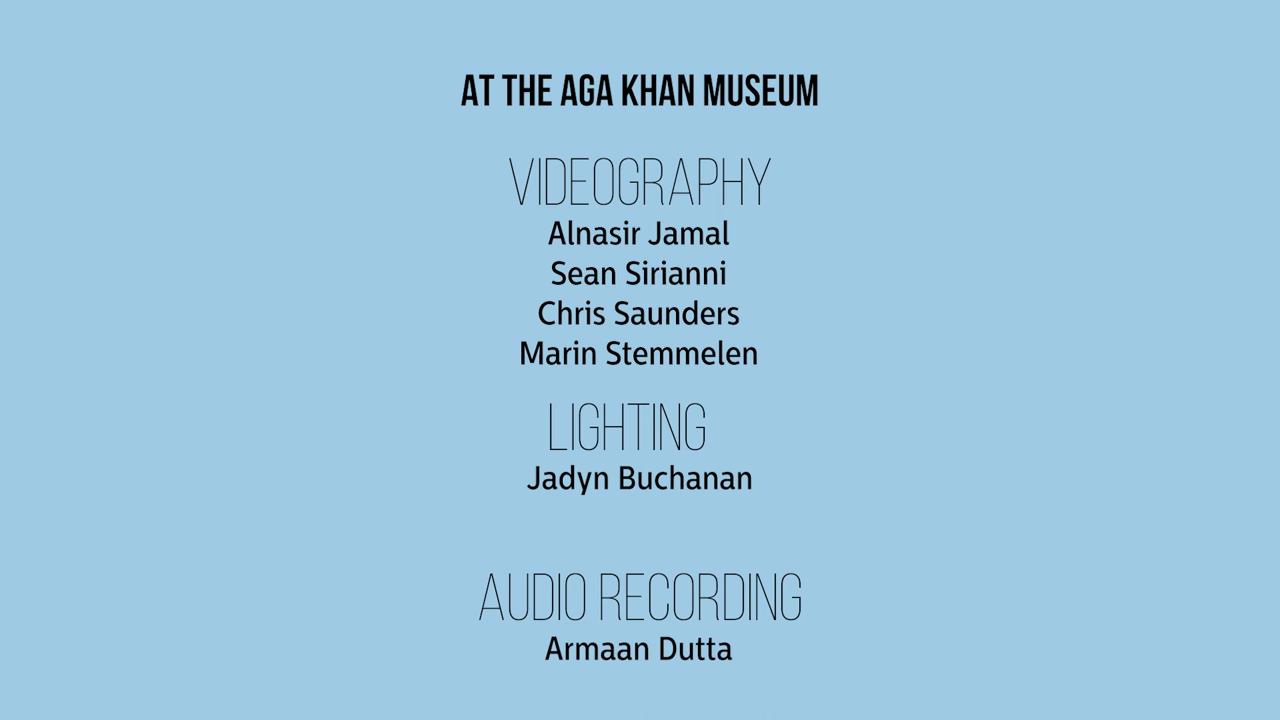 AT THE AGA KHAN MUSEUM
VIDEOGRAPHY
Alnasir Jamal
Sean Sirianni
Chris Saunders
Marin Stemmelen
LIGHTING
Jadyn Buchanan
AUDIO RECORDING
Armaan Dutta